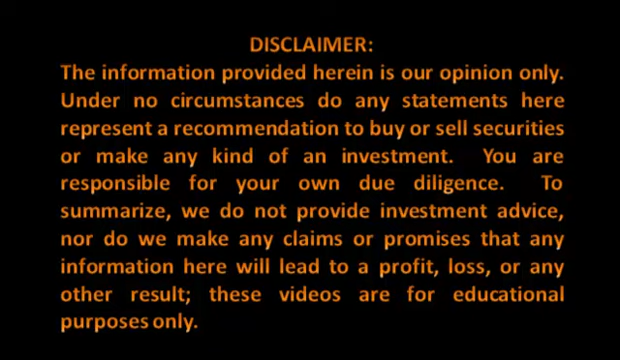 DISCLAIMER:
The information provided herein is our opinion only.
Under no circumstances do any statements here
represent a recommendation to buy or sell securities
or make any kind of an investment. You are
responsible for your own due diligence. To
summarize, we do not provide investment advice,
nor do we make any claims or promises that any
information here will lead to a profit, loss, or any
other result; these videos are for educational
purposes only.